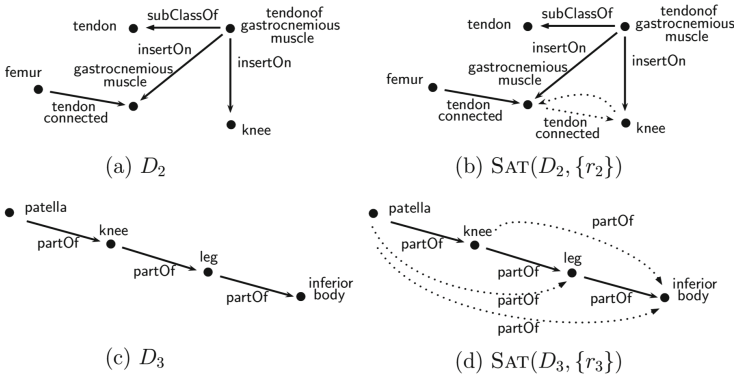 tendon
subClassOf
tendonof
gastrocnemious
muscle
insertOn
insertOn
gastrocnemious
muscle
femur
tendon
connected
knee
(a) D₂
tendon
subClassOf
tendonof
gastrocnemious
muscle
insertOn
insertOn
gastrocnemious
muscle
femur
tendon
connected
tendon
connected
knee
(b) SAT(D₂, {r₂})
patella
partOf
knee
partOf
leg
partOf
inferior
body
(c) D₃
patella
partOf
knee
partOf
partOf
leg
partOf
inferior
body
partOf
partOf
(d) SAT(D₃, {r₃})